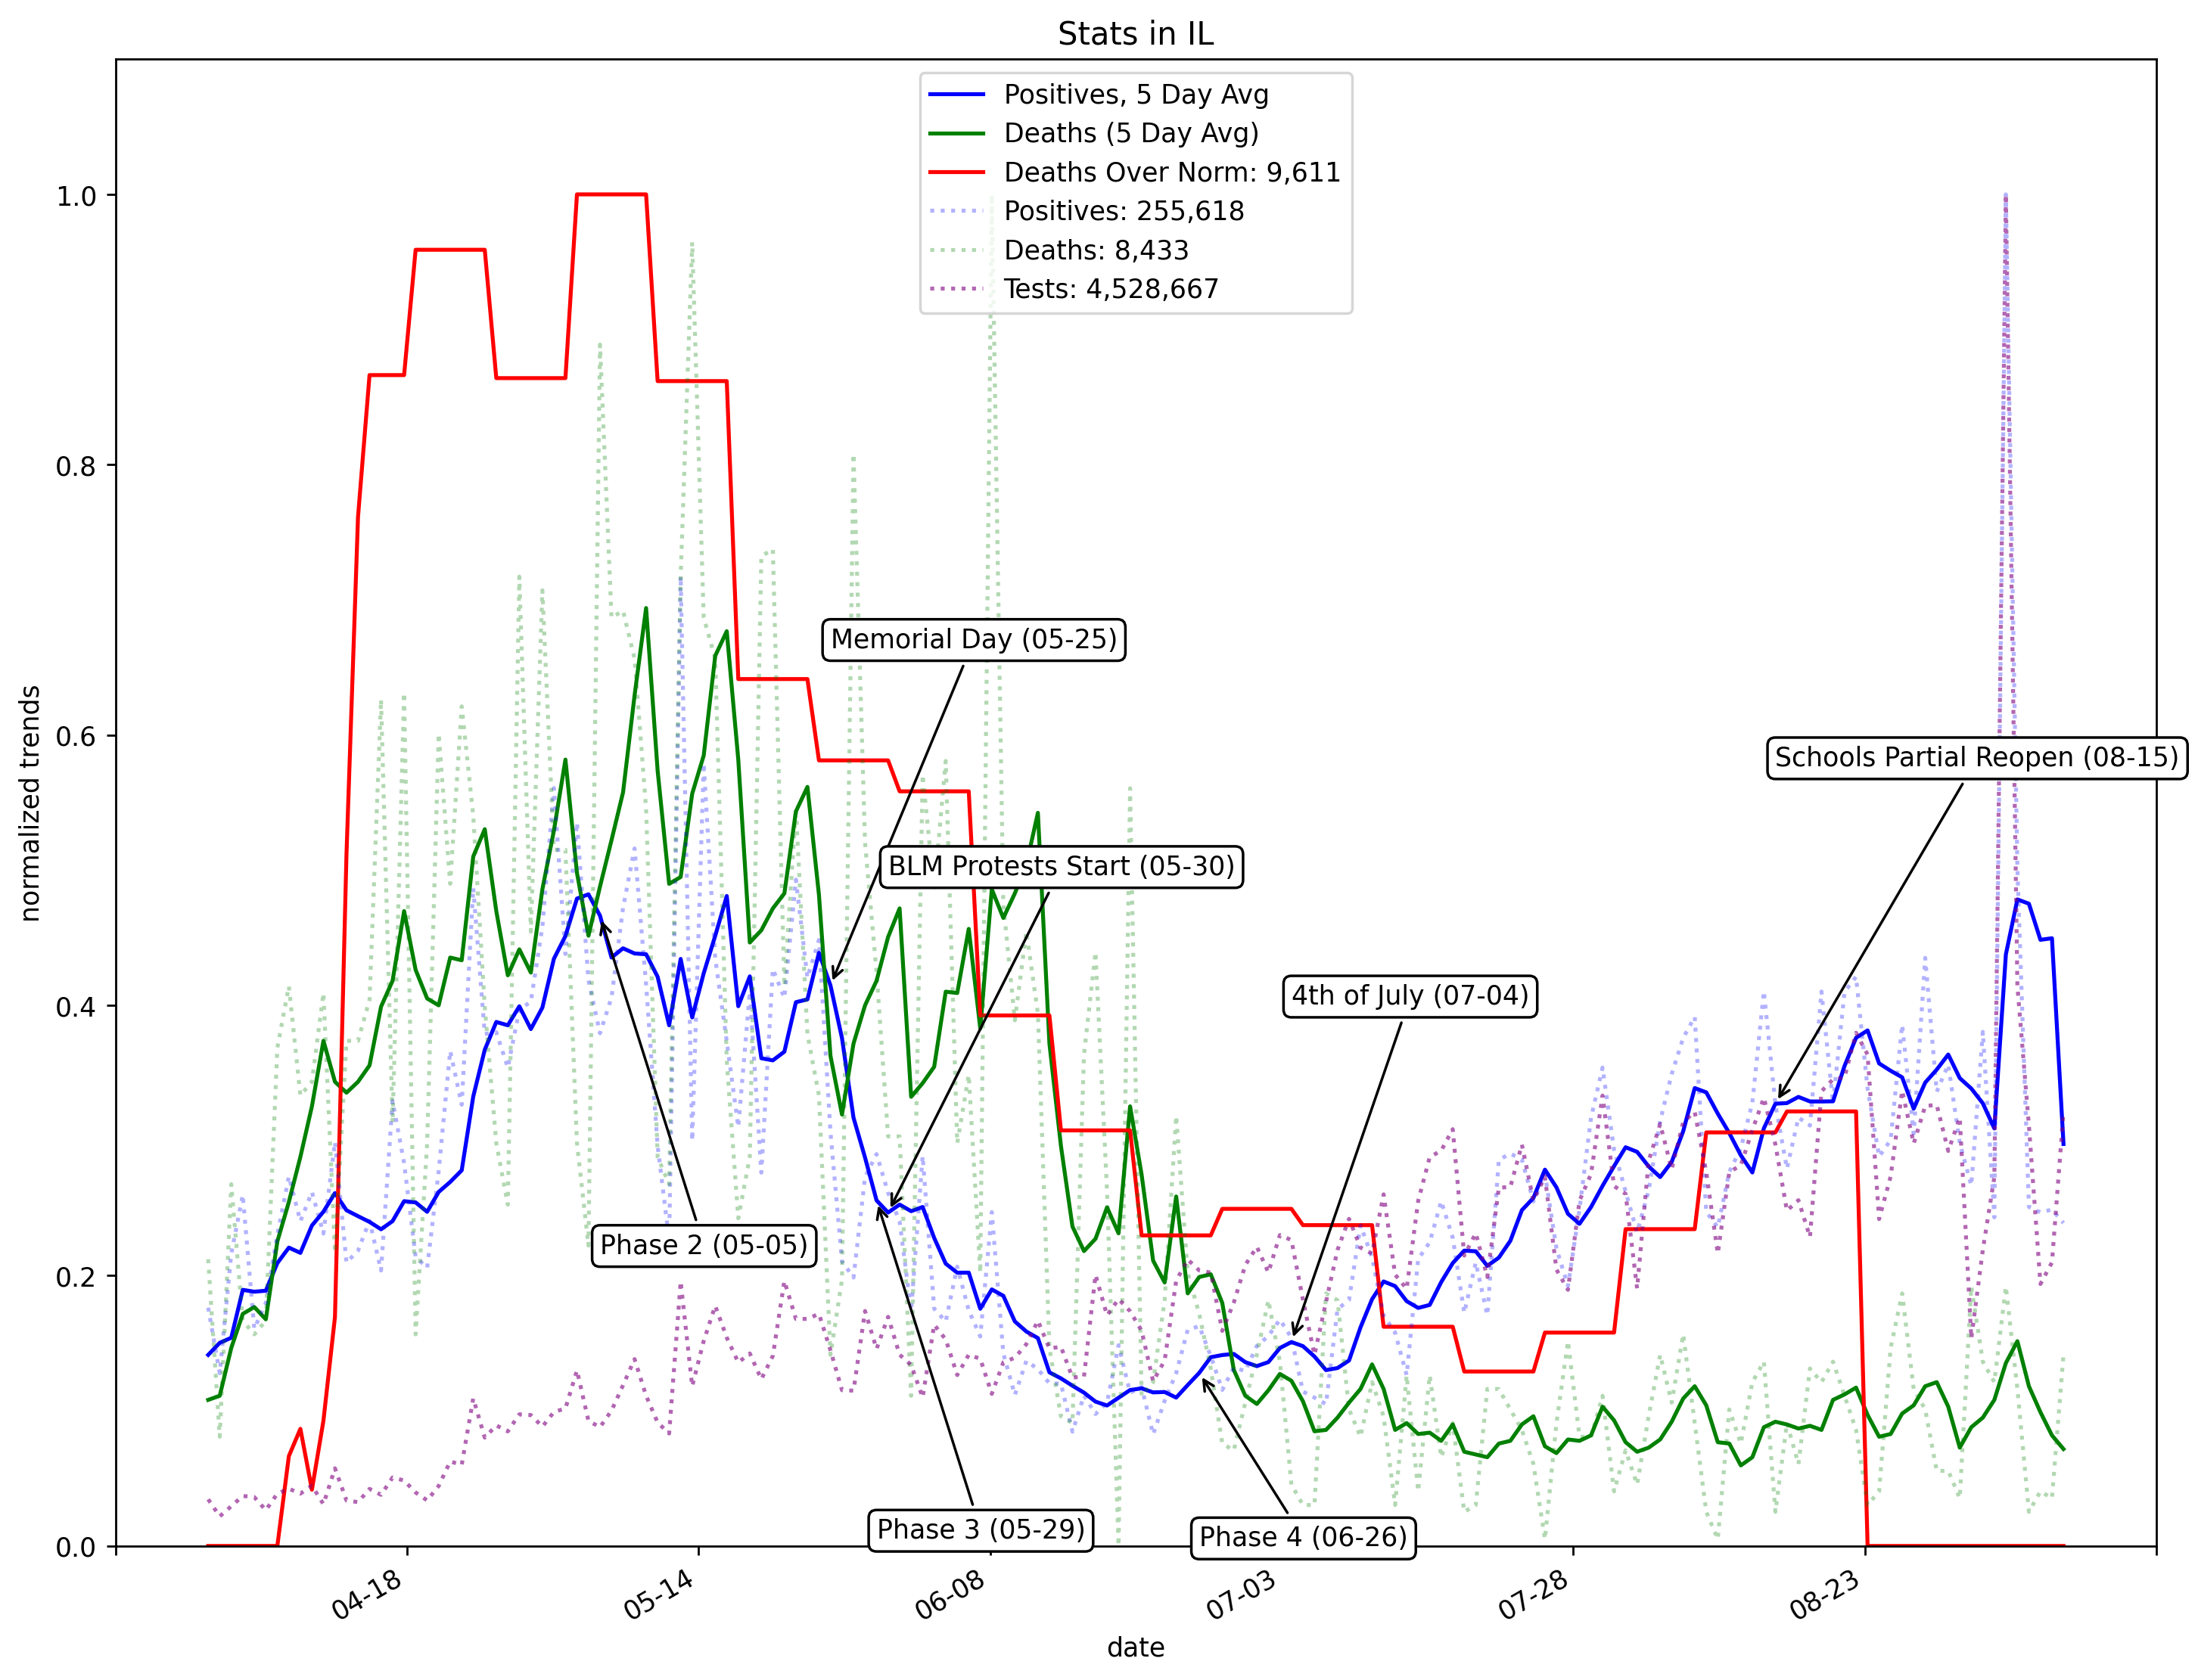 Stats in IL
Positives, 5 Day Avg
Deaths (5 Day Avg)
Deaths Over Norm: 9,611
Positives: 255,618
Deaths: 8,433
Tests: 4,528,667
1.0
0.8
0.6
0.4
0.2
0.0
normalized trends
Memorial Day (05-25)
Schools Partial Reopen (08-15)
BLM Protests Start (05-30)
4th of July (07-04)
Phase 2 (05-05)
Phase 3 (05-29)
Phase 4 (06-26)
04-18
05-14
06-08
07-03
07-28
08-23
date